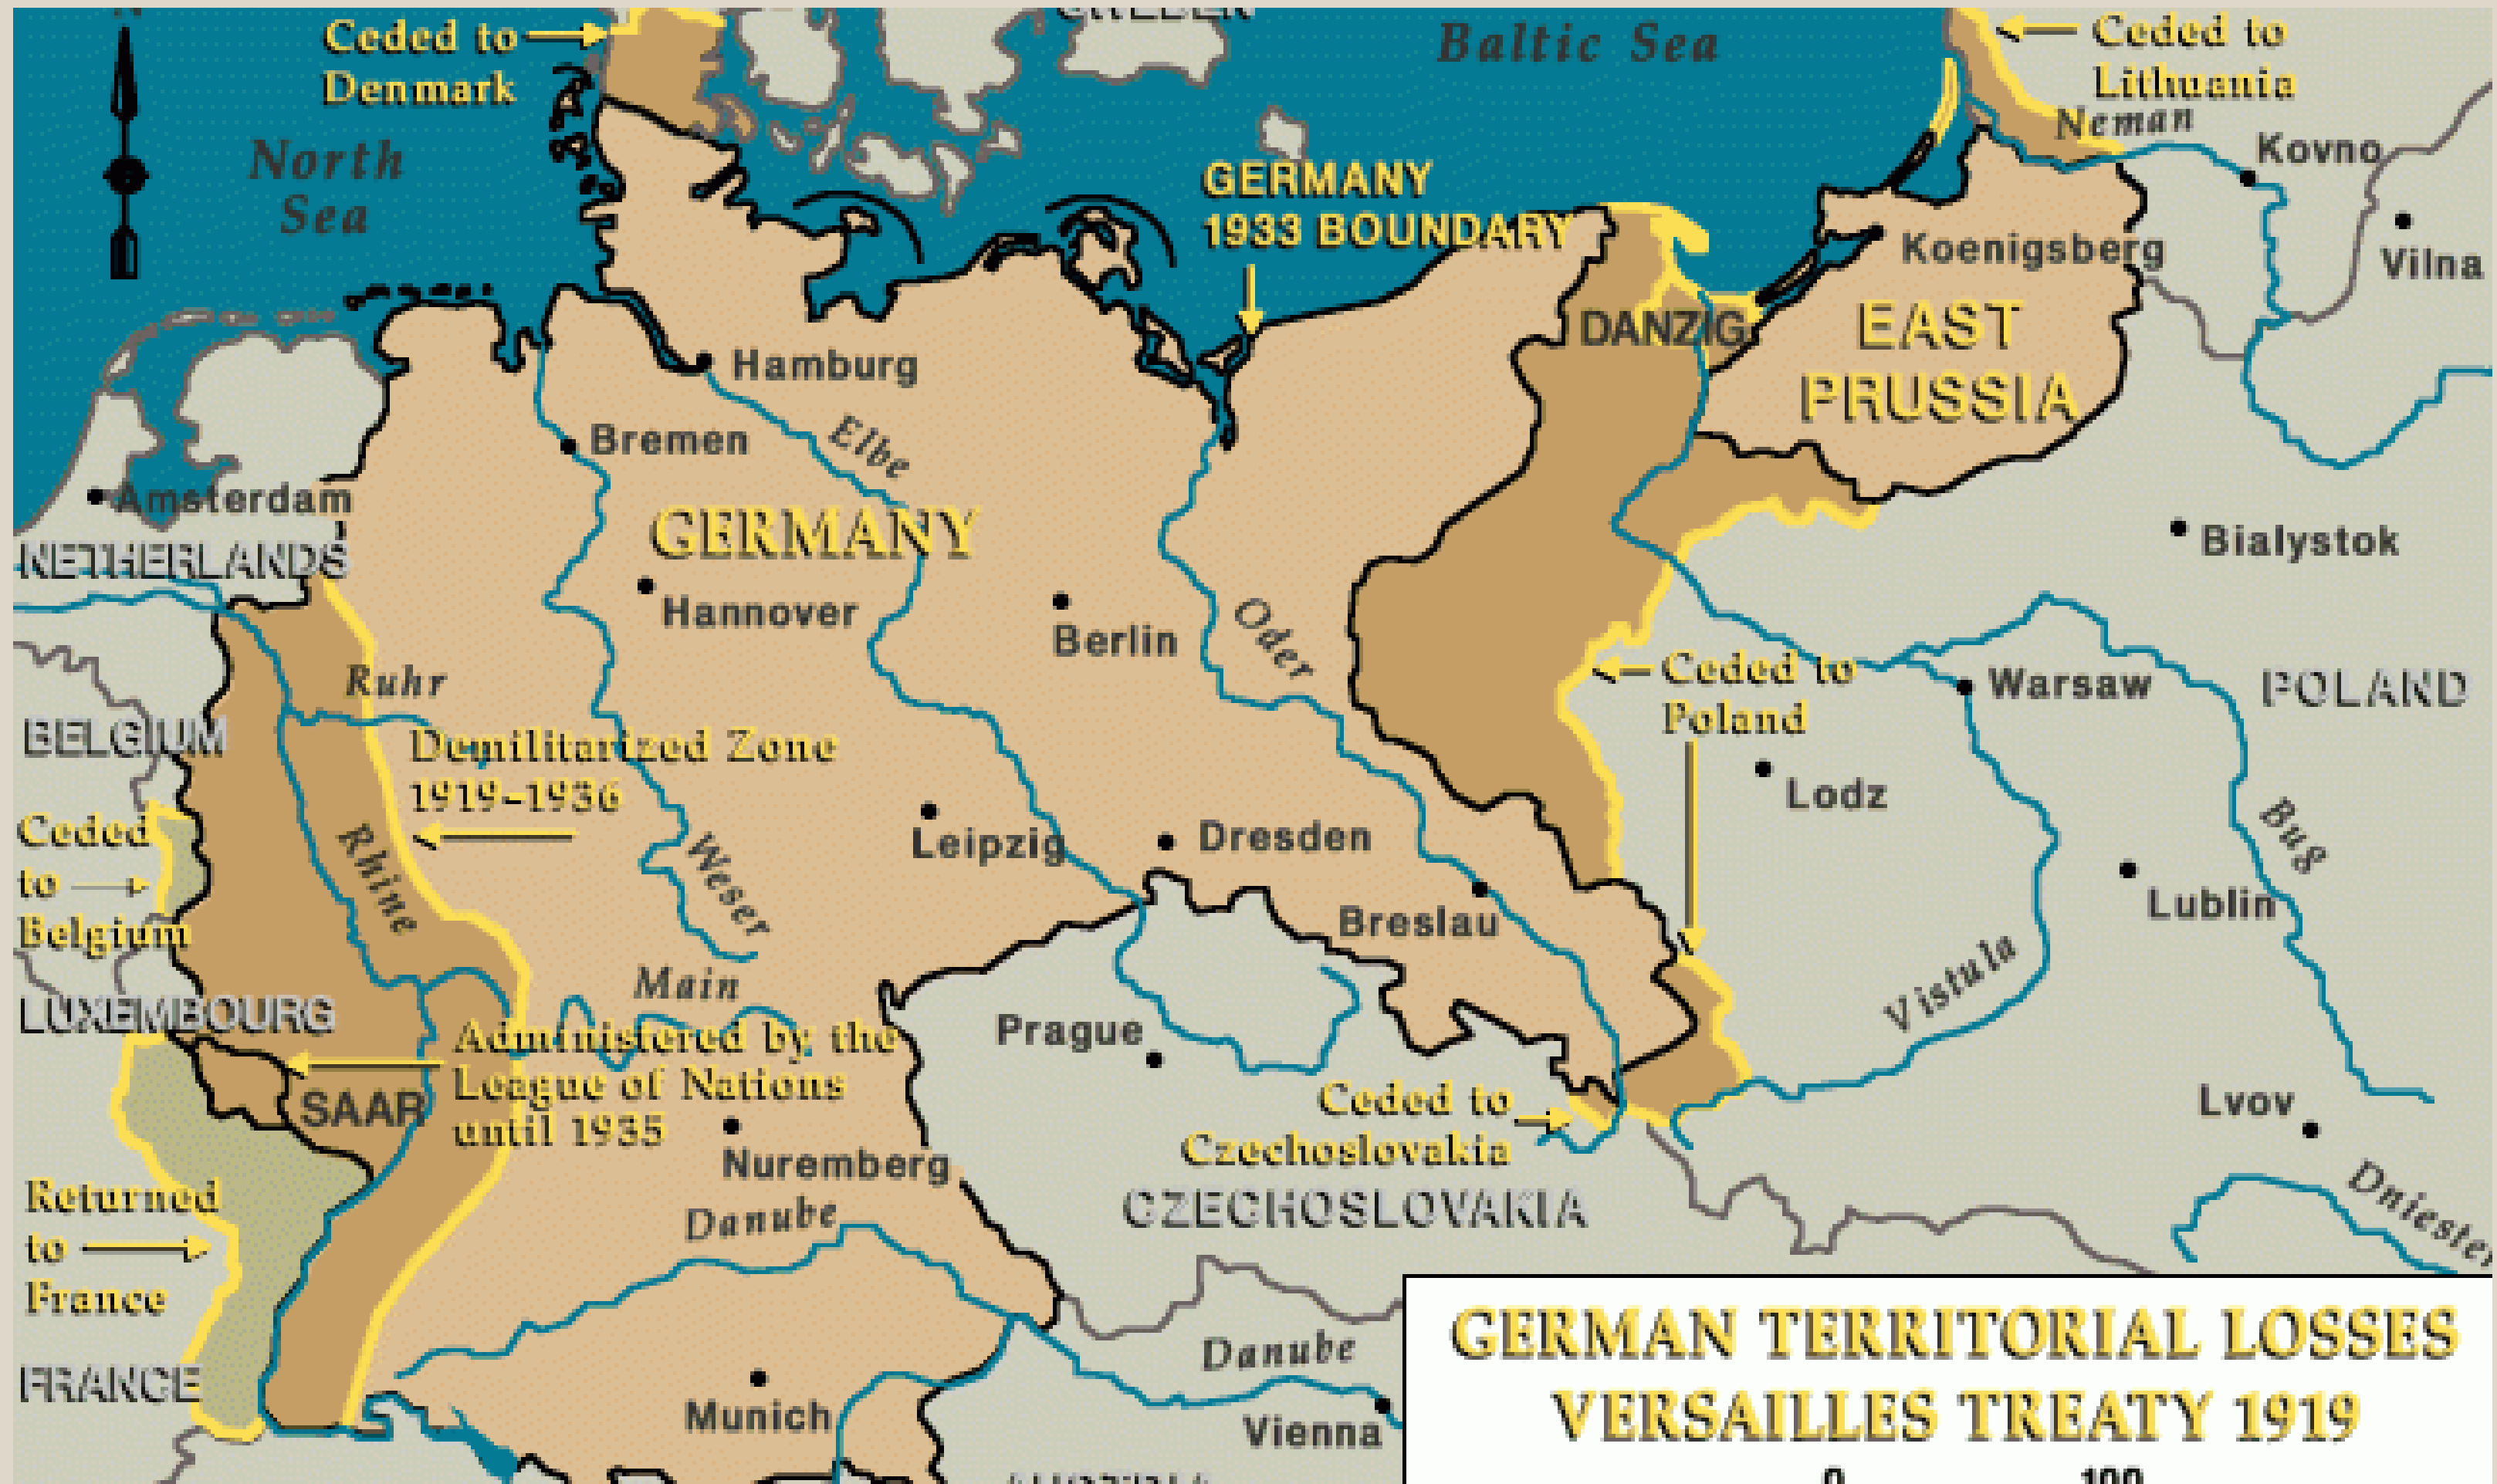 N
SWEDEN
Ceded to
Denmark
Baltic Sea
Ceded to
Lithuania
Neman
Kovno
North
Sea
GERMANY
1933 BOUNDARY
Vilna
Koenigsberg
DANZIG
EAST
PRUSSIA
Hamburg
Bremen
Elbe
Amsterdam
NETHERLANDS
GERMANY
Bialystok
Hannover
Berlin
Oder
Ruhr
Ceded to
Poland
Warsaw
POLAND
BELGIUM
Demilitarized Zone
1919-1936
Lodz
Ceded
to
Belgium
Rhine
Leipzig
Dresden
Weser
Bug
Breslau
Lublin
Main
Vistula
LUXEMBOURG
Administered by the
League of Nations
until 1935
SAAR
Prague
Ceded to
Czechoslovakia
Lvov
Nuremberg
Returned
to
France
Danube
CZECHOSLOVAKIA
Dniester
FRANCE
Munich
Danube
Vienna
AUSTRIA
GERMAN TERRITORIAL LOSSES
VERSAILLES TREATY 1919
0 100